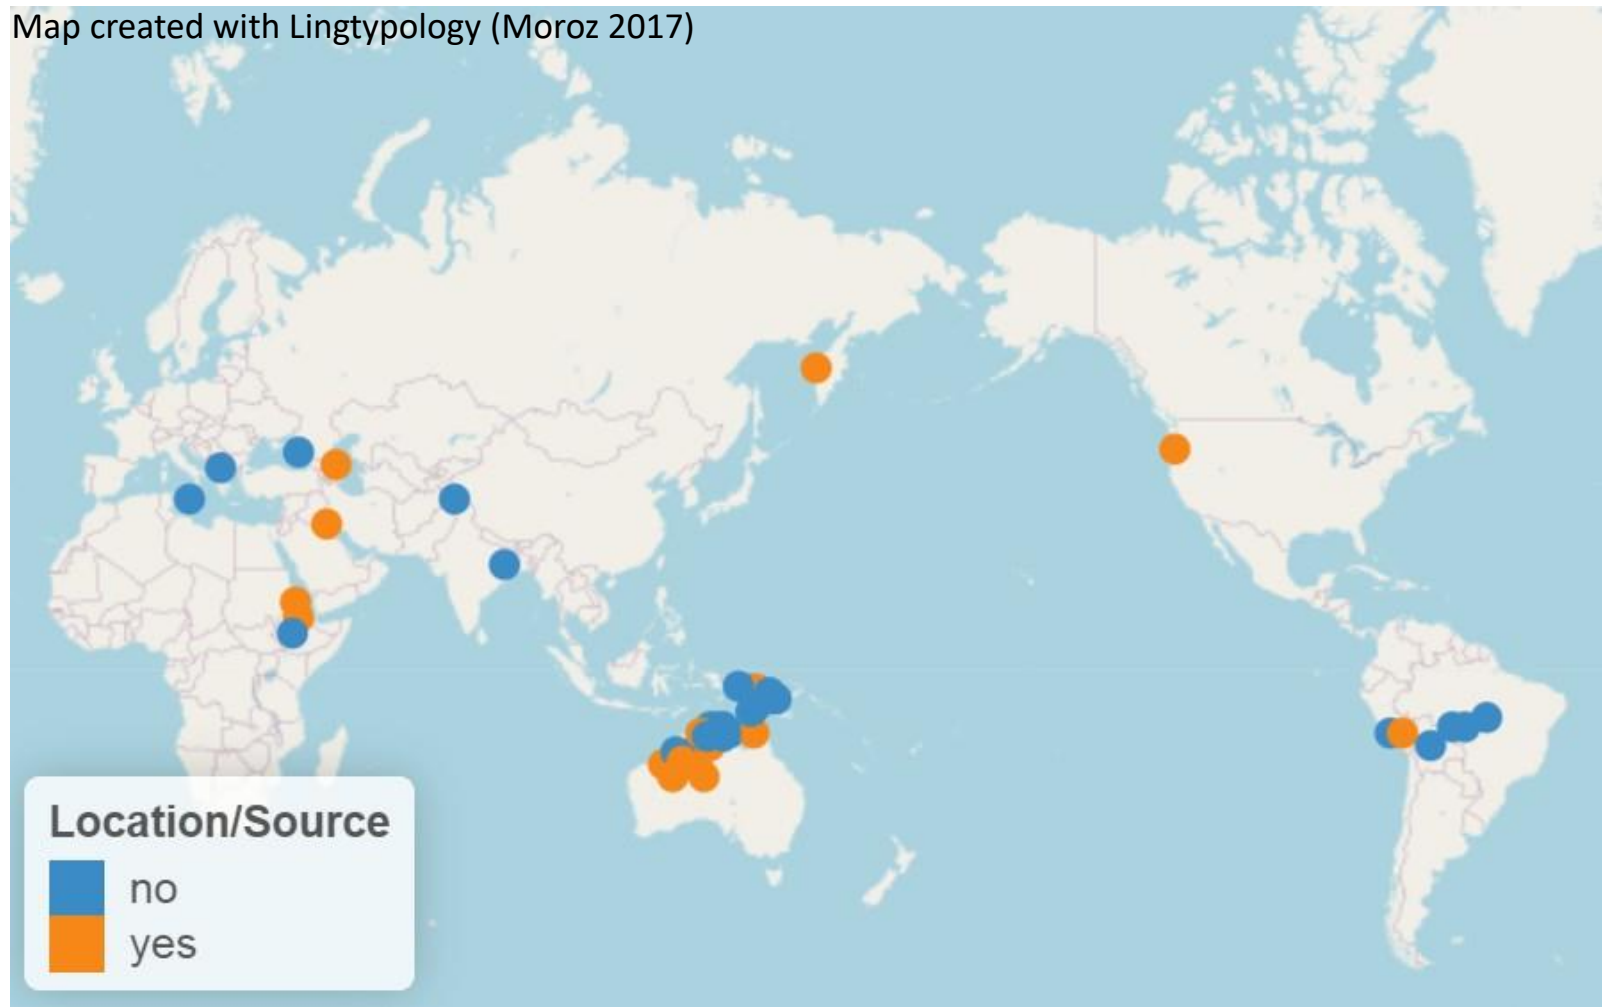 Map created with Lingtypology (Moroz 2017)
Location/Source
no
yes